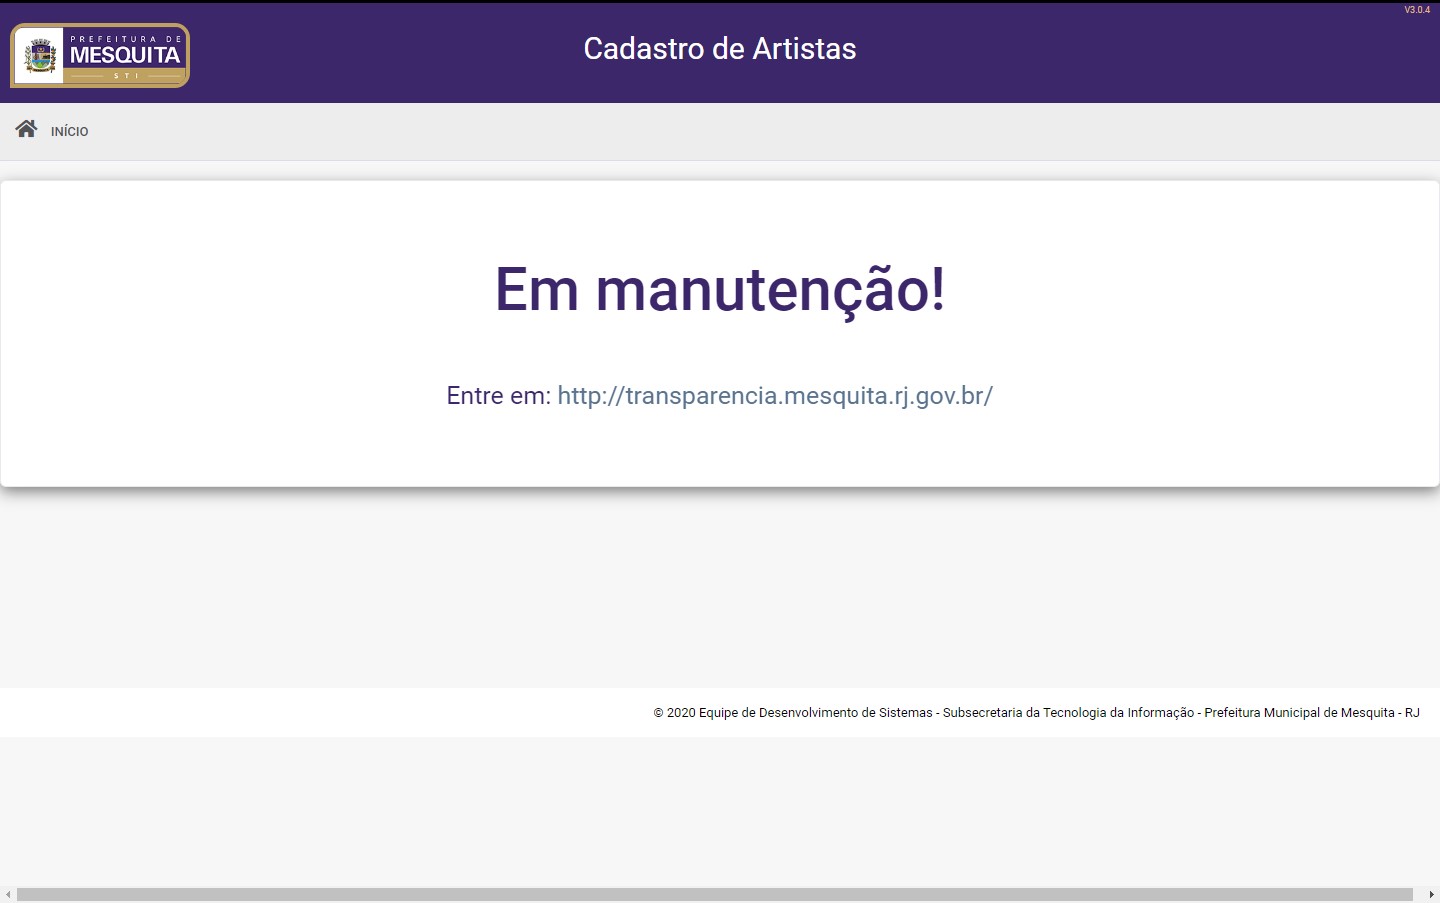 V3.0.4
PREFEITURA DE
MESQUITA
STI
Cadastro de Artistas
INÍCIO
Em manutenção!
Entre em: http://transparencia.mesquita.rj.gov.br/
© 2020 Equipe de Desenvolvimento de Sistemas - Subsecretaria da Tecnologia da Informação - Prefeitura Municipal de Mesquita - RJ